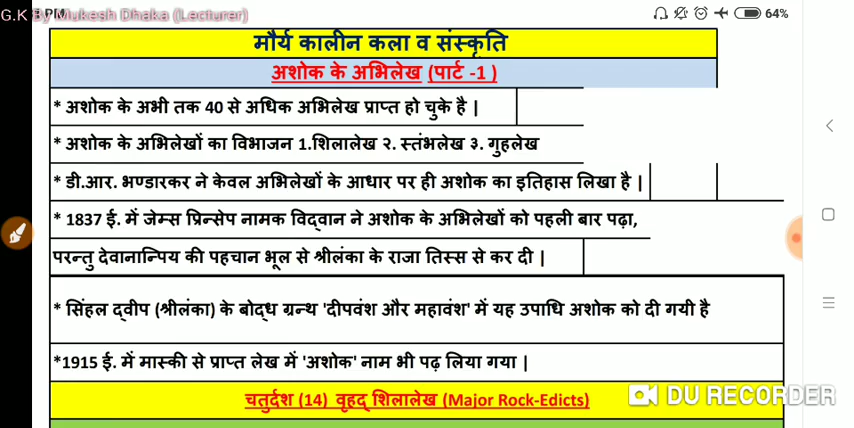 G.K By Mukesh Dhaka (Lecturer)
PM
64%
मौर्य कालीन कला व संस्कृति
अशोक के अभिलेख (पार्ट -1 )
* अशोक के अभी तक 40 से अधिक अभिलेख प्राप्त हो चुके है |
* अशोक के अभिलेखों का विभाजन 1.शिलालेख २. स्तंभलेख ३. गुहलेख
* डी.आर. भण्डारकर ने केवल अभिलेखों के आधार पर ही अशोक का इतिहास लिखा है |
* 1837 ई. में जेम्स प्रिन्सेप नामक विद्वान ने अशोक के अभिलेखों को पहली बार पढ़ा,
परन्तु देवानान्पिय की पहचान भूल से श्रीलंका के राजा तिस्स से कर दी |
* सिंहल द्वीप (श्रीलंका) के बोद्ध ग्रन्थ 'दीपवंश और महावंश' में यह उपाधि अशोक को दी गयी है
*1915 ई. में मास्की से प्राप्त लेख में 'अशोक' नाम भी पढ़ लिया गया |
चतुर्दश (14) वृहद् शिलालेख (Major Rock-Edicts)
DU RECORDER